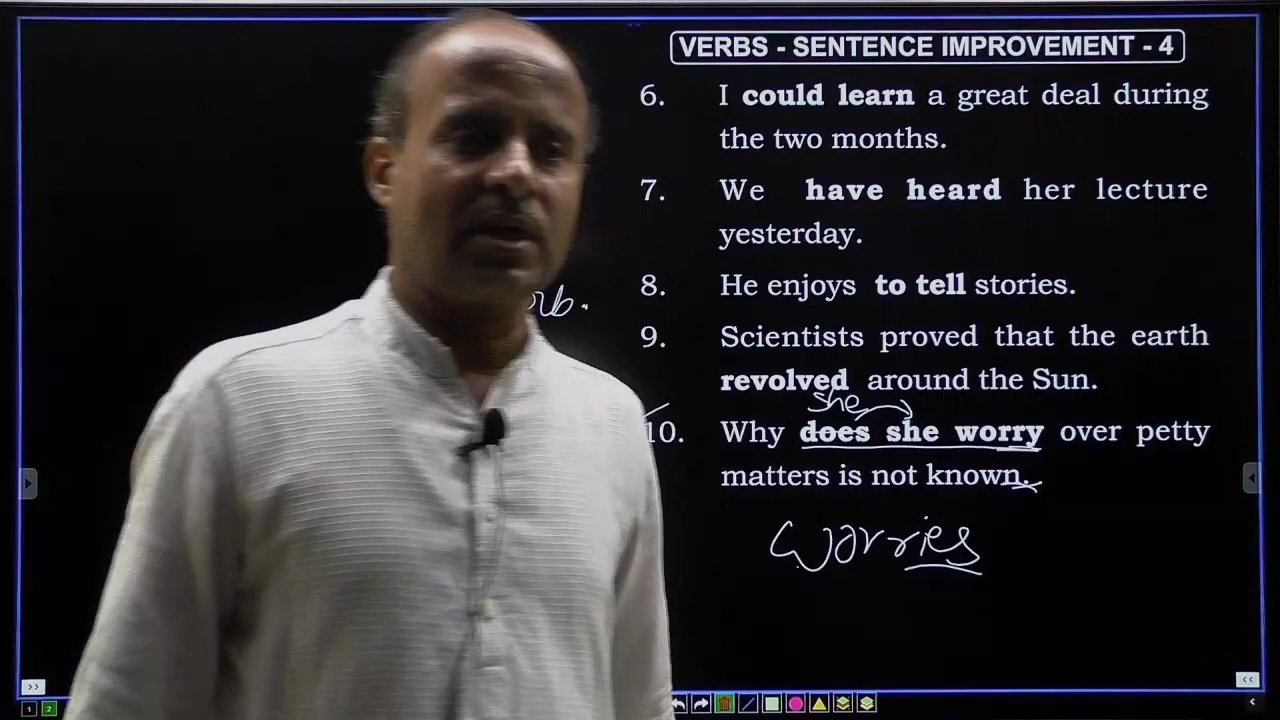 VERBS - SENTENCE IMPROVEMENT - 4
6. I could learn a great deal during
the two months.
7. We have heard her lecture
yesterday.
8. He enjoys to tell stories.
9. Scientists proved that the earth
revolved around the Sun.
she
10. Why does she worry over petty
matters is not known.
worries
>>
<<
1 2